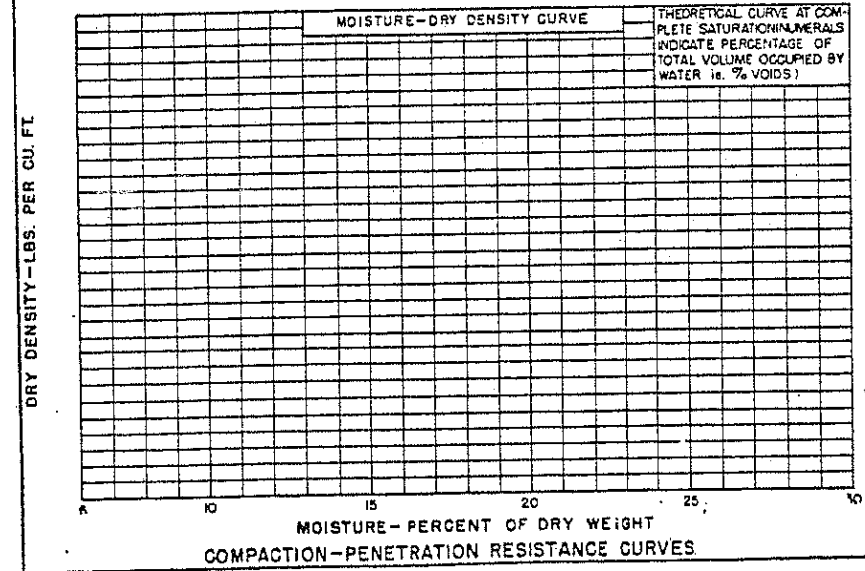 MOISTURE-DRY DENSITY CURVE
THEORETICAL CURVE AT COM-
PLETE SATURATION(NUMERALS
INDICATE PERCENTAGE OF
TOTAL VOLUME OCCUPIED BY
WATER ie. % VOIDS)
DRY DENSITY-LBS. PER CU. FT.
10 15 20 25
MOISTURE- PERCENT OF DRY WEIGHT
COMPACTION-PENETRATION RESISTANCE CURVES